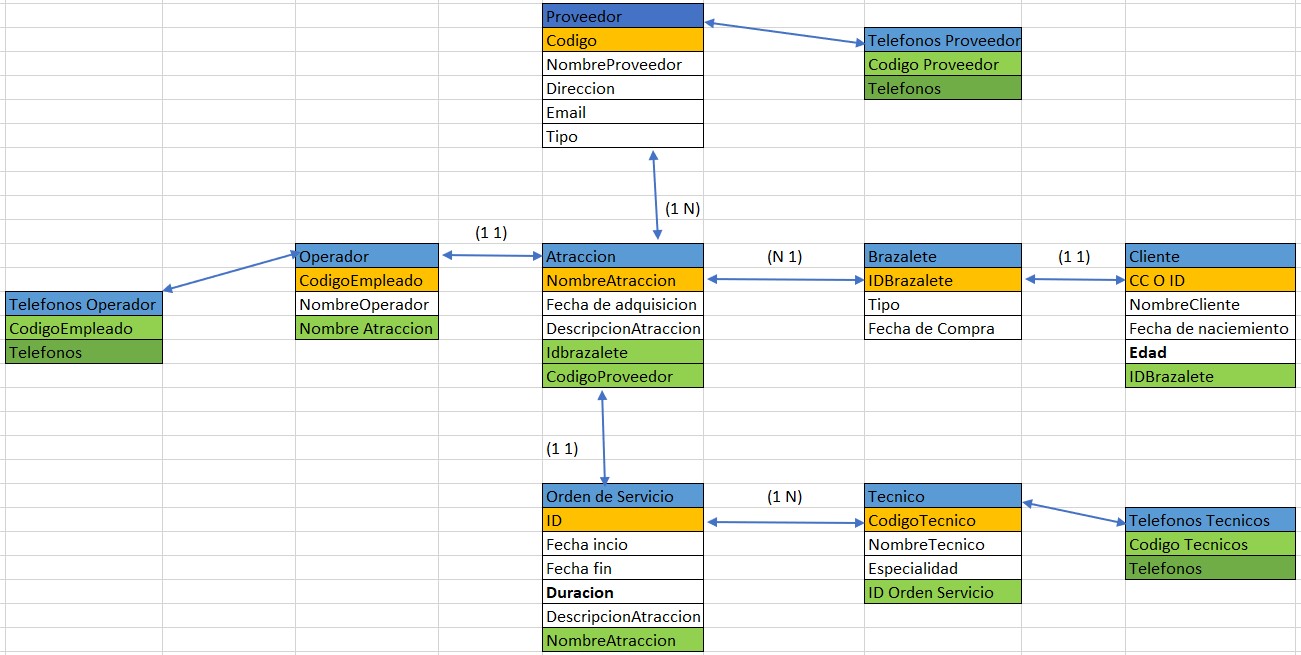 Proveedor
Codigo
NombreProveedor
Direccion
Email
Tipo
Telefonos Proveedor
Codigo Proveedor
Telefonos
(1 N)
Telefonos Operador
CodigoEmpleado
Telefonos
Operador
CodigoEmpleado
NombreOperador
Nombre Atraccion
(1 1)
Atraccion
NombreAtraccion
Fecha de adquisicion
DescripcionAtraccion
Idbrazalete
CodigoProveedor
(N 1)
Brazalete
IDBrazalete
Tipo
Fecha de Compra
(1 1)
Cliente
CC O ID
NombreCliente
Fecha de naciemiento
Edad
IDBrazalete
(1 1)
Orden de Servicio
ID
Fecha incio
Fecha fin
Duracion
DescripcionAtraccion
NombreAtraccion
(1 N)
Tecnico
CodigoTecnico
NombreTecnico
Especialidad
ID Orden Servicio
Telefonos Tecnicos
Codigo Tecnicos
Telefonos